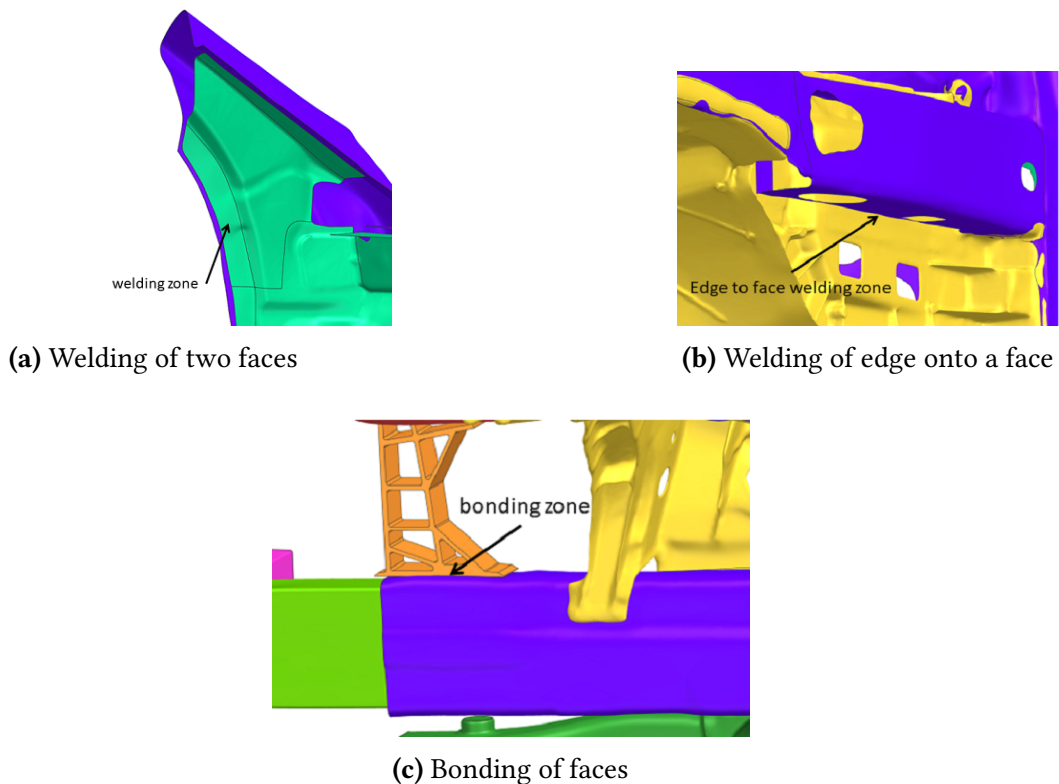 welding zone
(a) Welding of two faces
Edge to face welding zone
(b) Welding of edge onto a face
bonding zone
(c) Bonding of faces